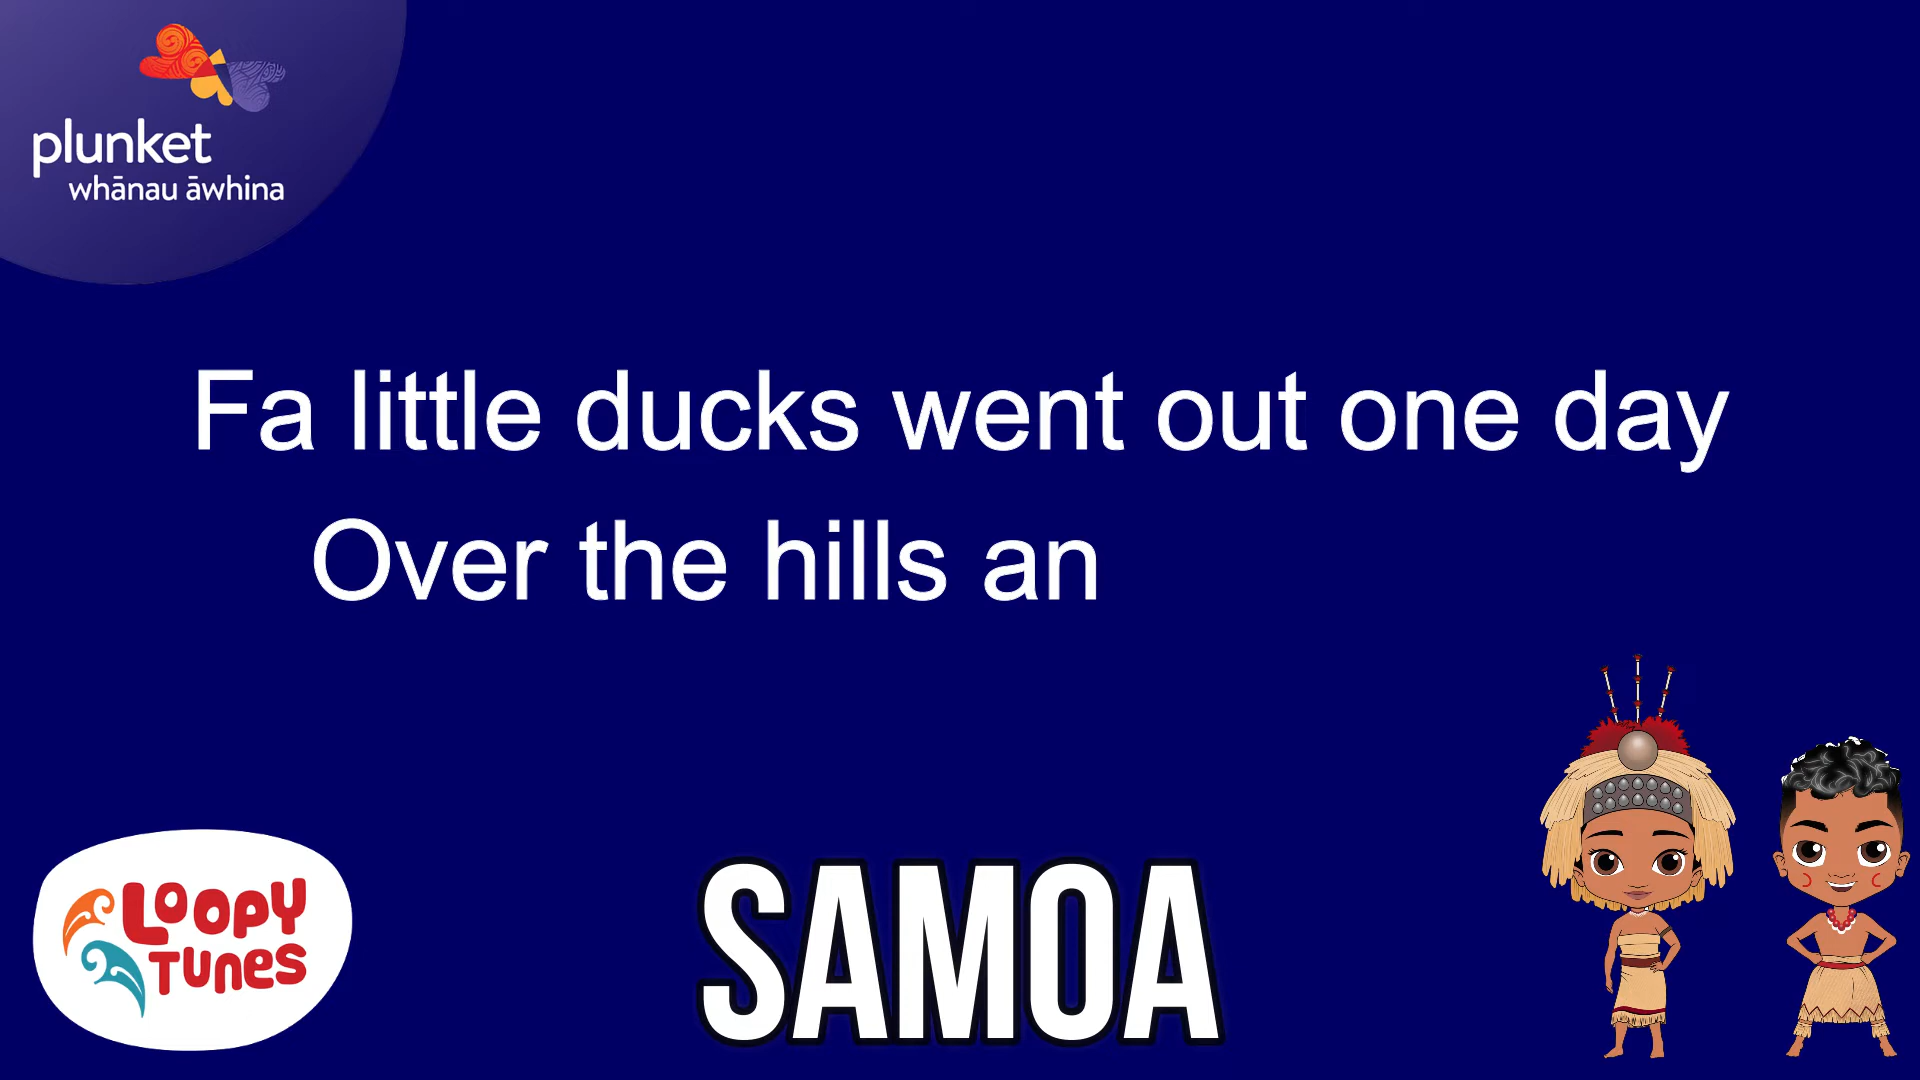 plunket
whānau āwhina
Fa little ducks went out one day
Over the hills an
LOOPY
TUNES
SAMOA